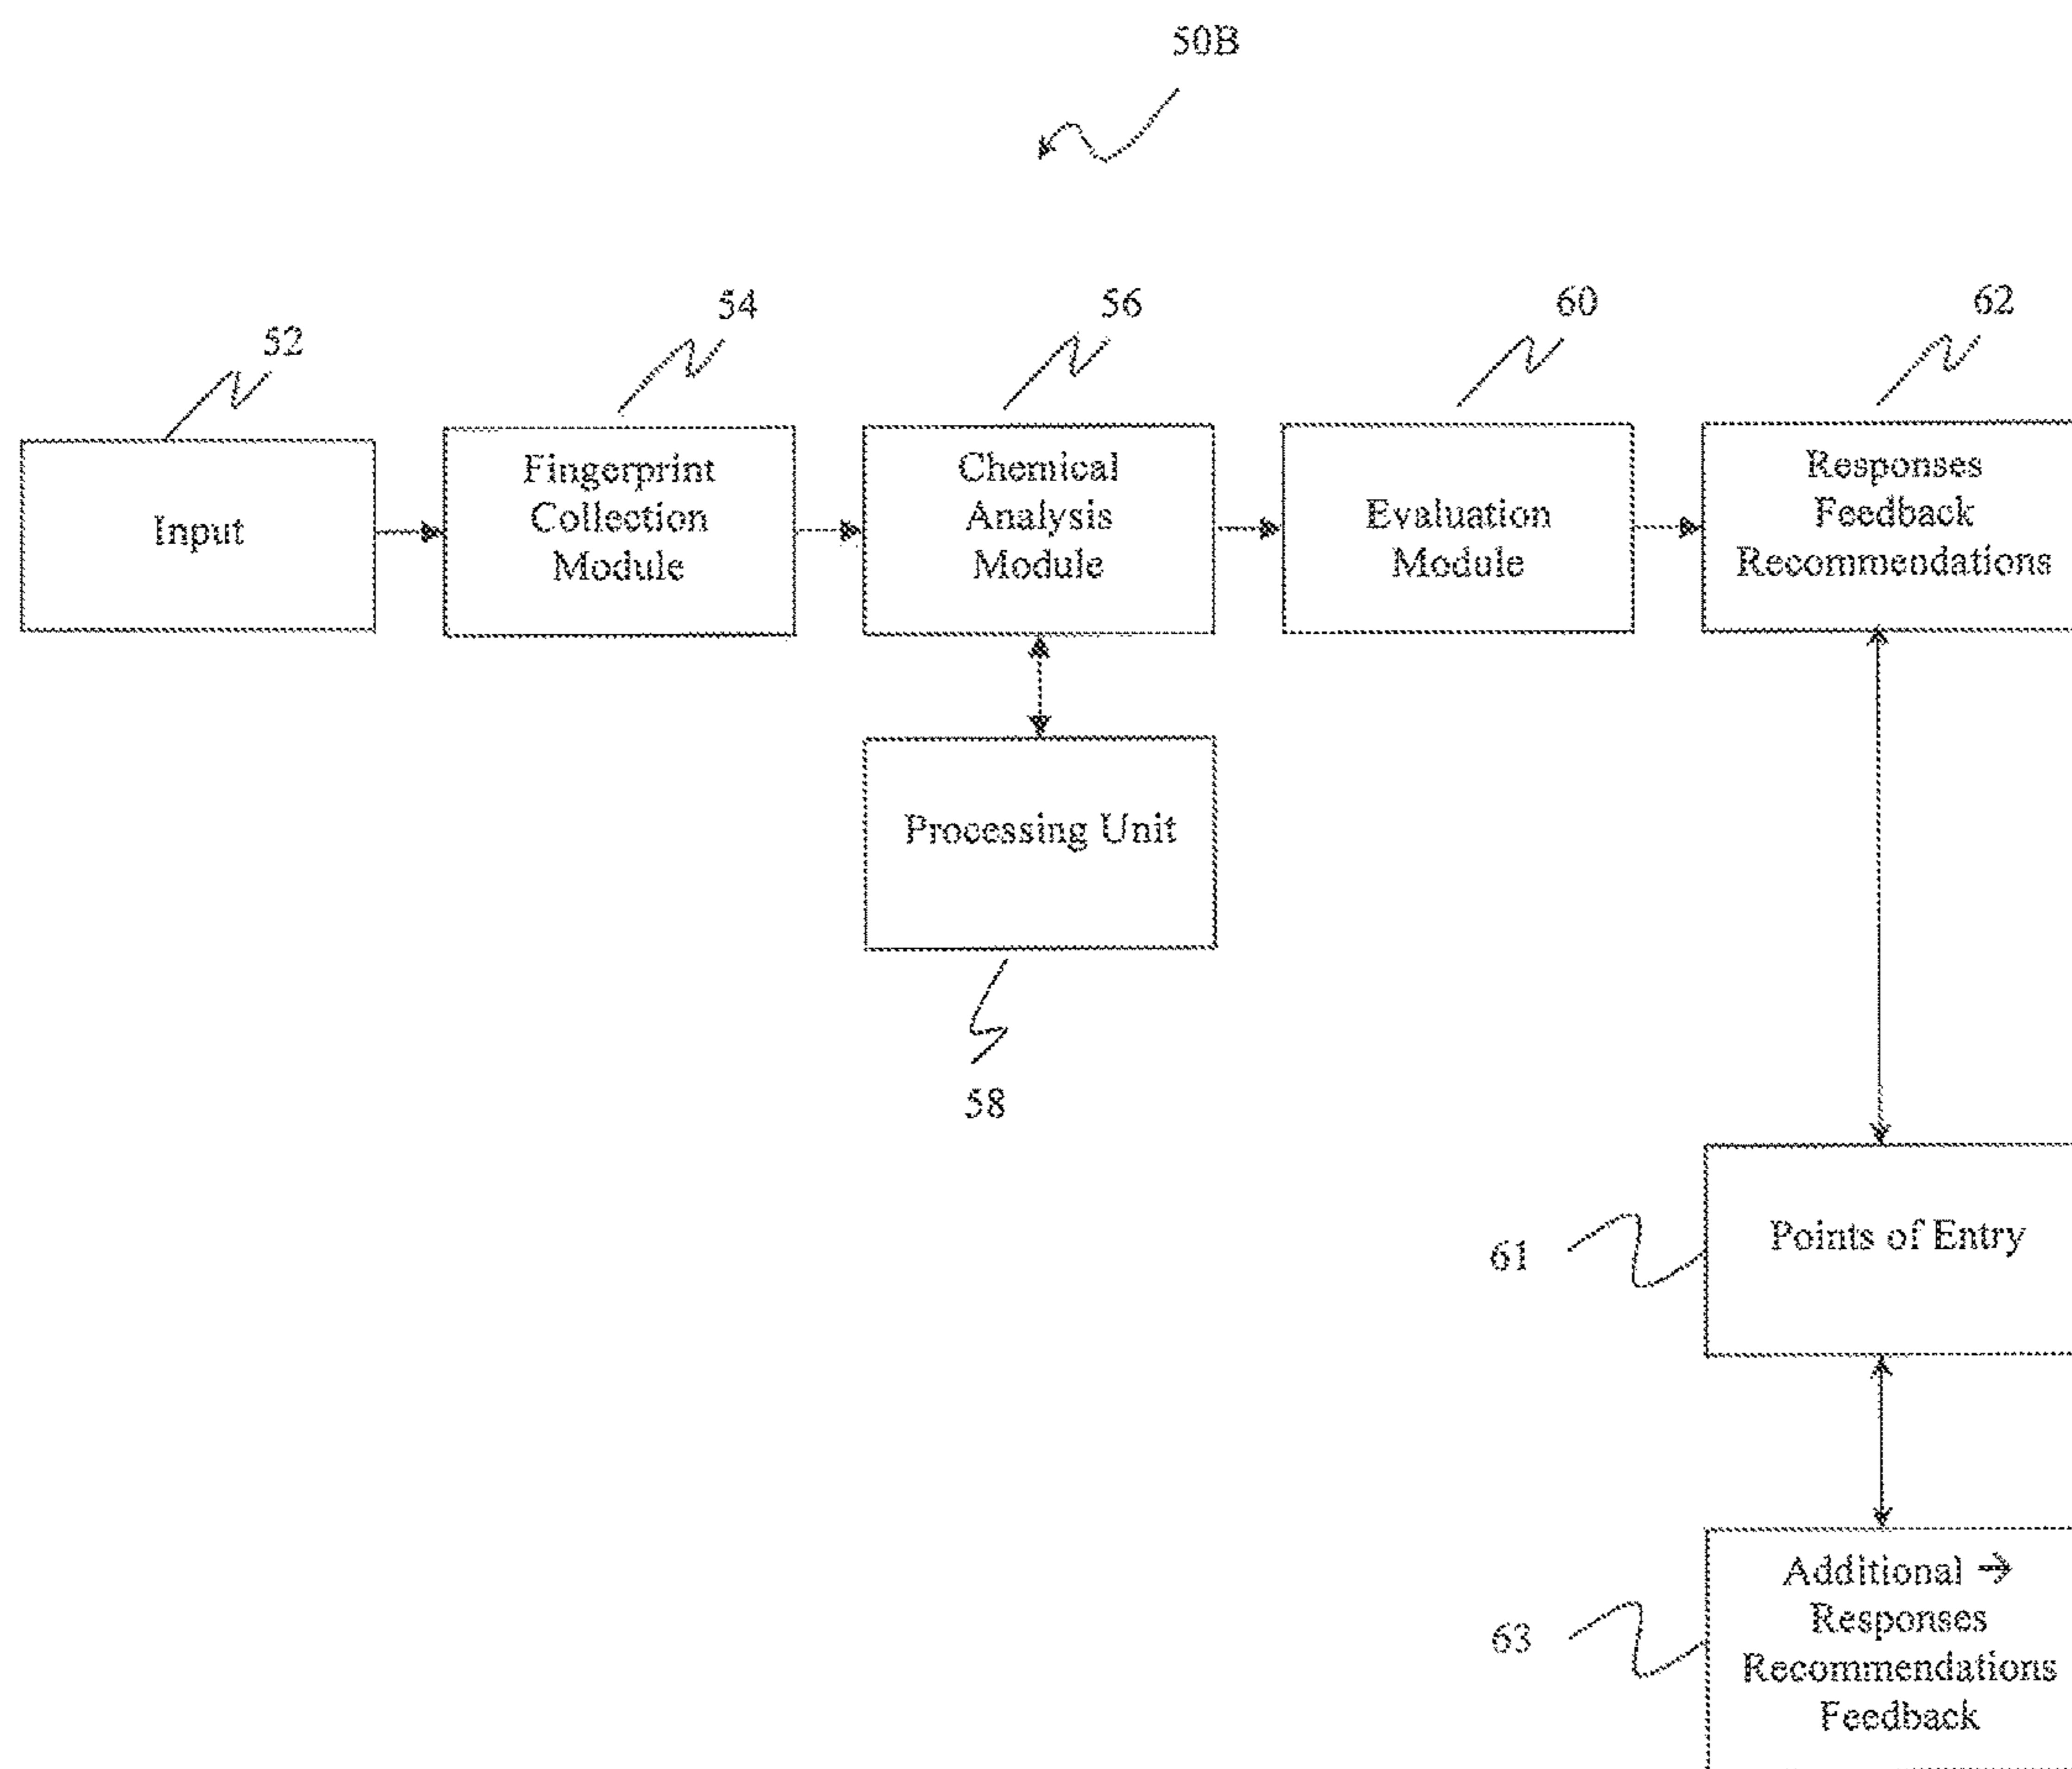 50B
52
54
56
60
62
Input
Fingerprint
Collection
Module
Chemical
Analysis
Module
Evaluation
Module
Responses
Feedback
Recommendations
Processing Unit
58
61
Points of Entry
63
Additional →
Responses
Recommendations
Feedback